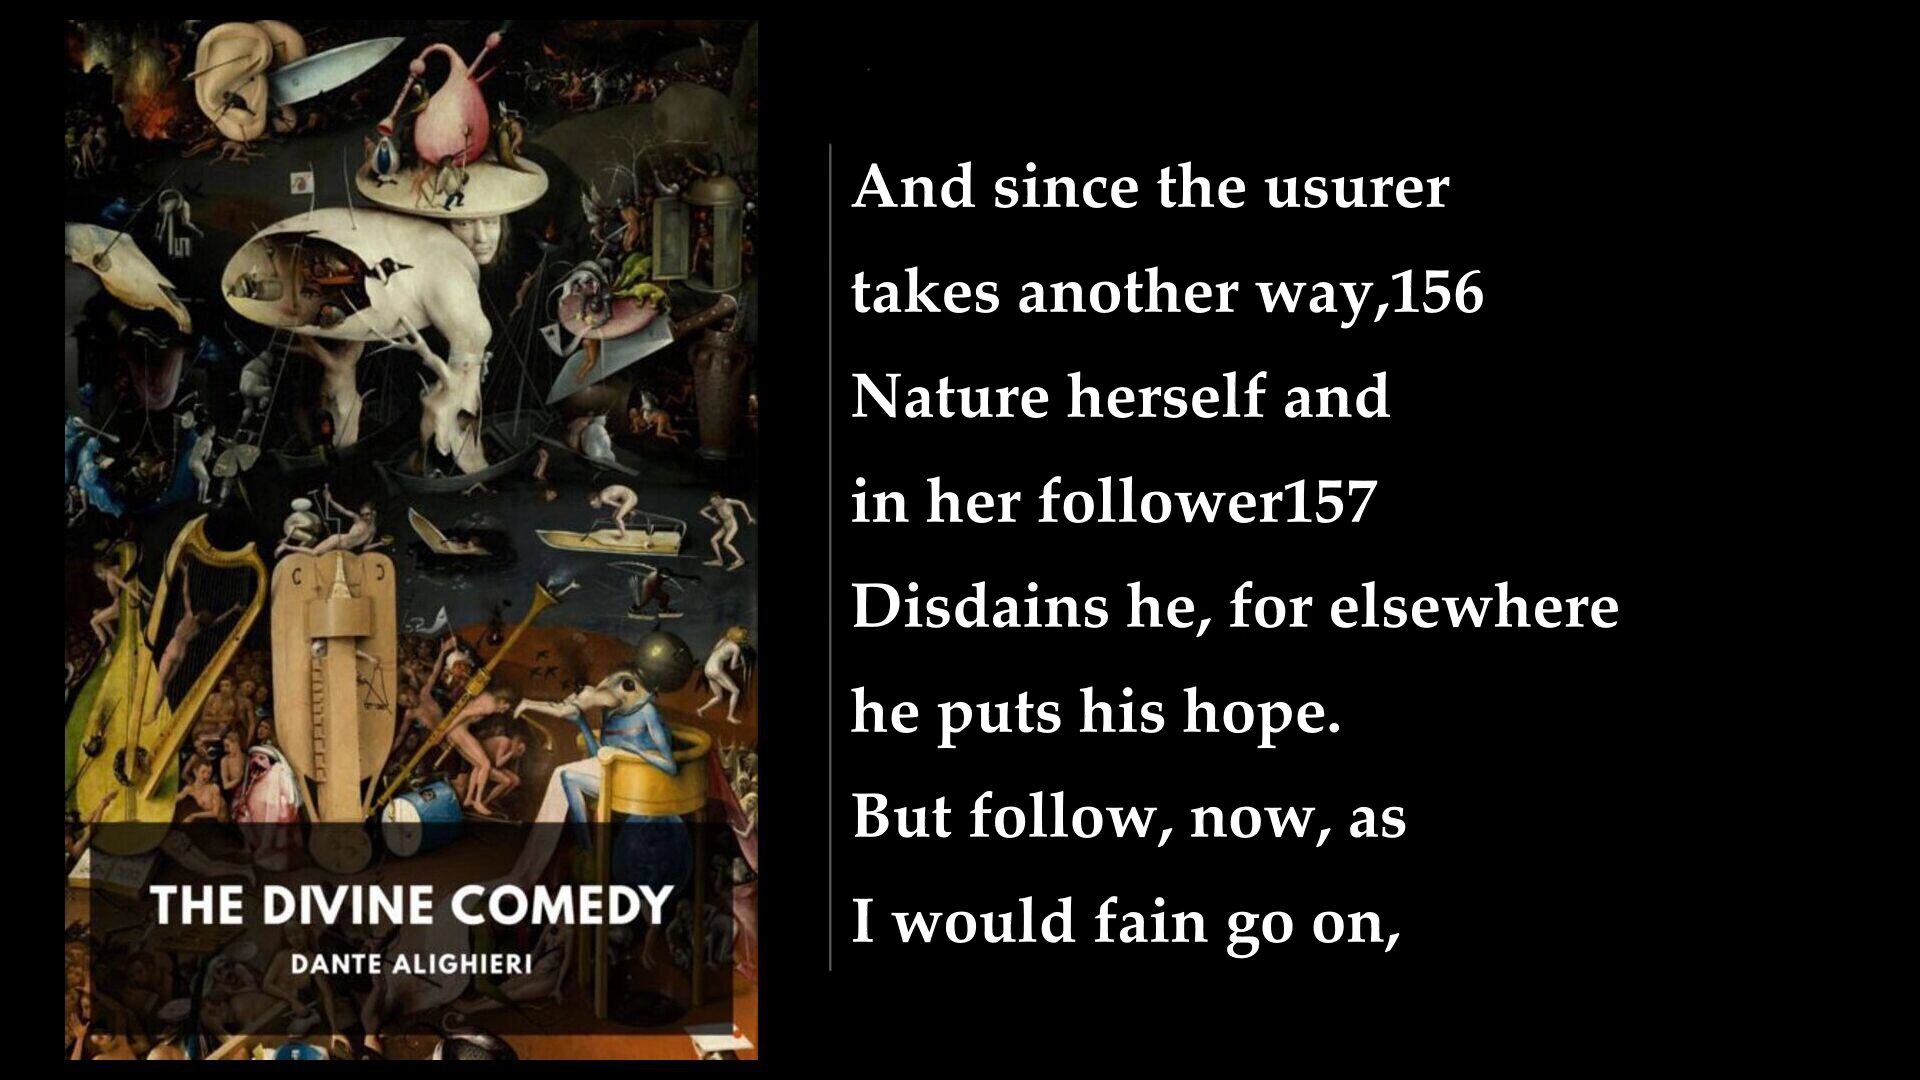 THE DIVINE COMEDY
DANTE ALIGHIERI
And since the usurer
takes another way,156
Nature herself and
in her follower157
Disdains he, for elsewhere
he puts his hope.
But follow, now, as
I would fain go on,